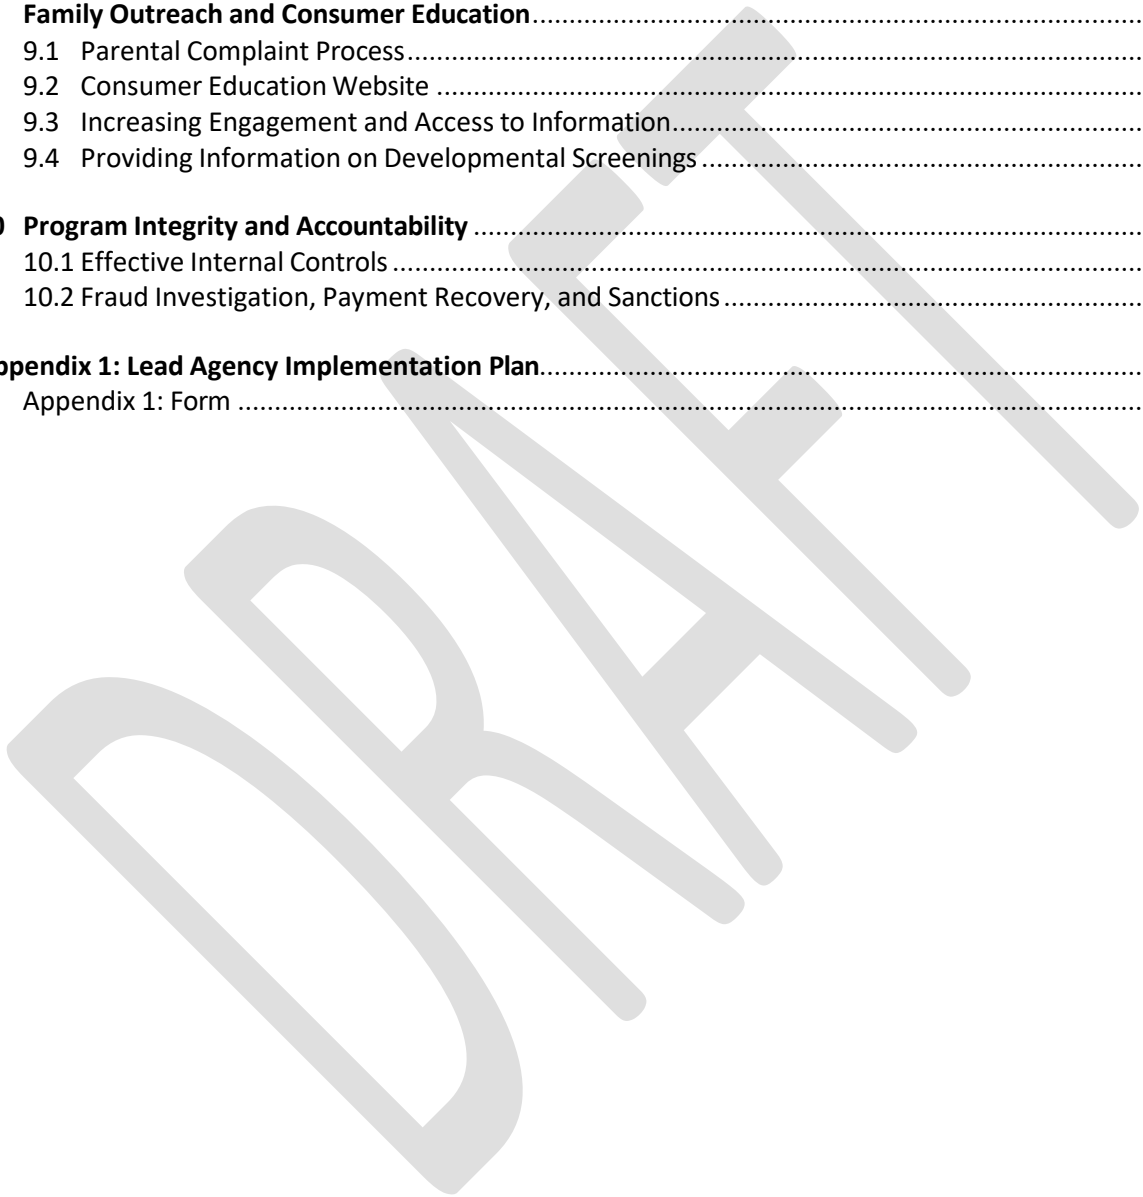 Family Outreach and Consumer Education
9.1 Parental Complaint Process
9.2 Consumer Education Website
9.3 Increasing Engagement and Access to Information
9.4 Providing Information on Developmental Screenings
0 Program Integrity and Accountability
10.1 Effective Internal Controls
10.2 Fraud Investigation, Payment Recovery, and Sanctions
ppendix 1: Lead Agency Implementation Plan
Appendix 1: Form
DRAFT